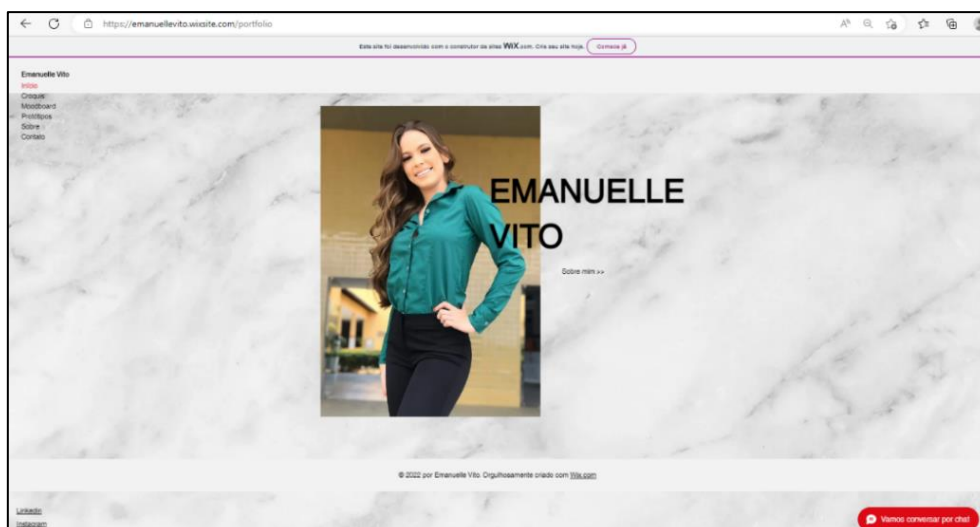 https://emanuellevito.wixsite.com/portfolio
Este site foi desenvolvido com o construtor de sites WiX.com. Crie seu site hoje. Comece já
Emanuelle Vito
Início
Croquis
Moodboard
Protótipos
Sobre
Contato
EMANUELLE
VITO
Sobre mim >>
© 2022 por Emanuelle Vito. Orgulhosamente criado com Wix.com
Linkedin
Instagram
Vamos conversar por chat